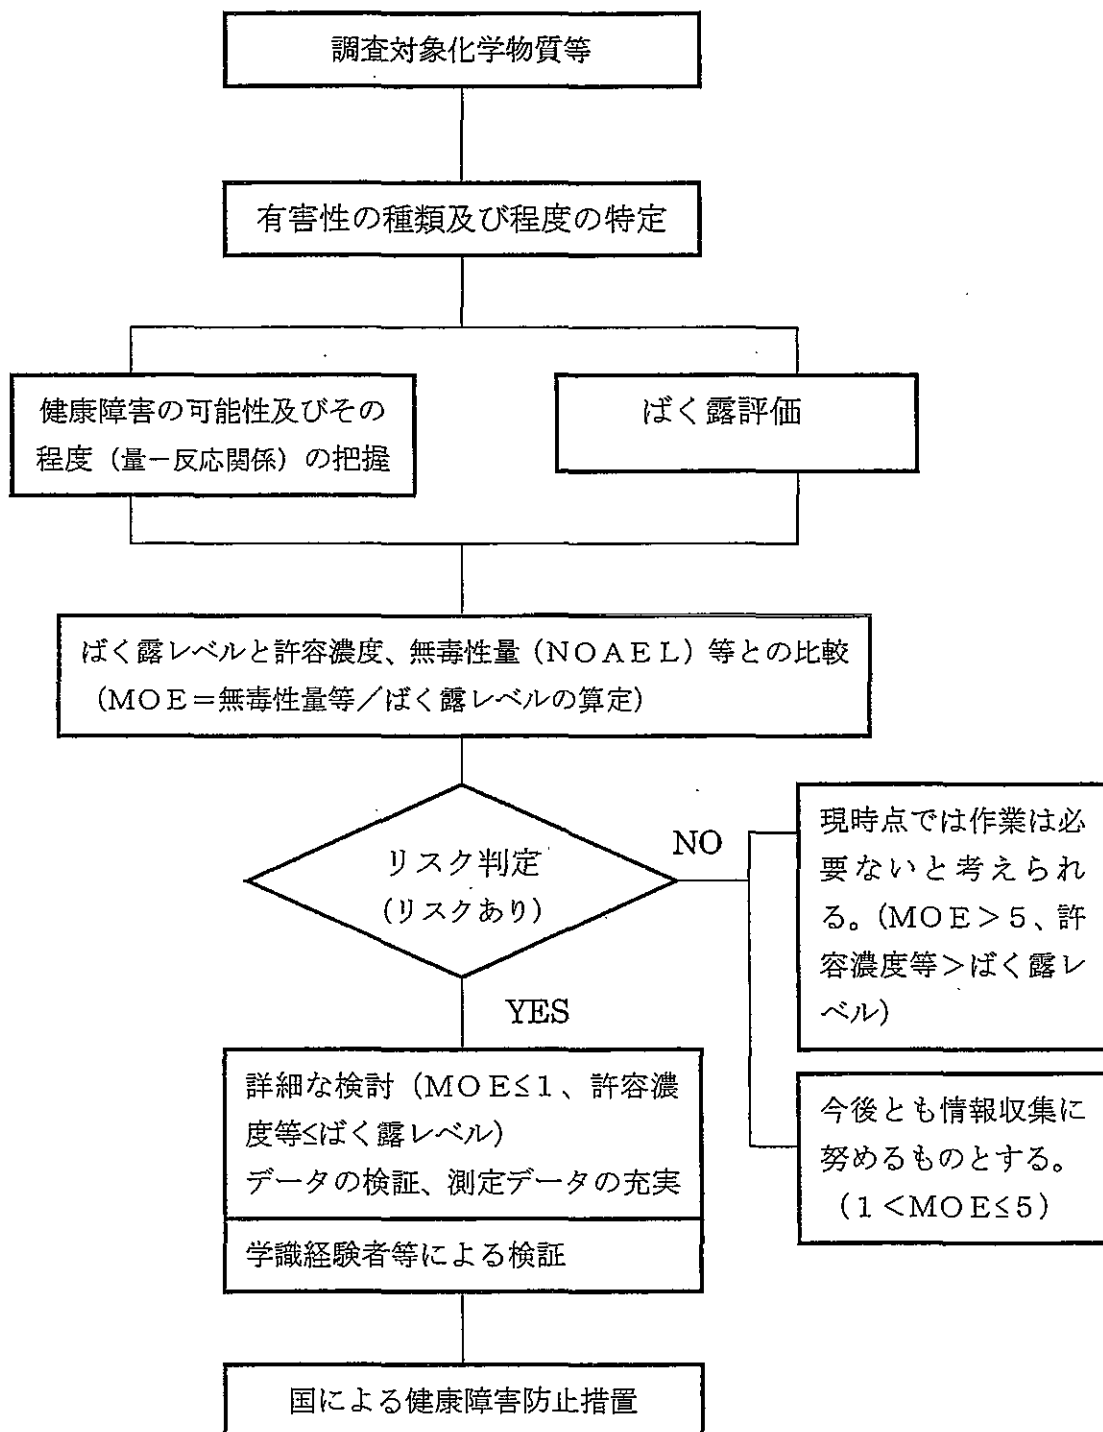 調査対象化学物質等
有害性の種類及び程度の特定
健康障害の可能性及びその
程度（量－反応関係）の把握
ばく露評価
ばく露レベルと許容濃度、無毒性量（ＮＯＡＥＬ）等との比較
（ＭＯＥ＝無毒性量等／ばく露レベルの算定）
リスク判定
(リスクあり)
NO
現時点では作業は必
要ないと考えられ
る。（ＭＯＥ＞５、許
容濃度等＞ばく露レ
ベル）
YES
詳細な検討（ＭＯＥ≤１、許容濃
度等≤ばく露レベル）
データの検証、測定データの充実
学識経験者等による検証
今後とも情報収集に
努めるものとする。
（１＜ＭＯＥ≤５）
国による健康障害防止措置